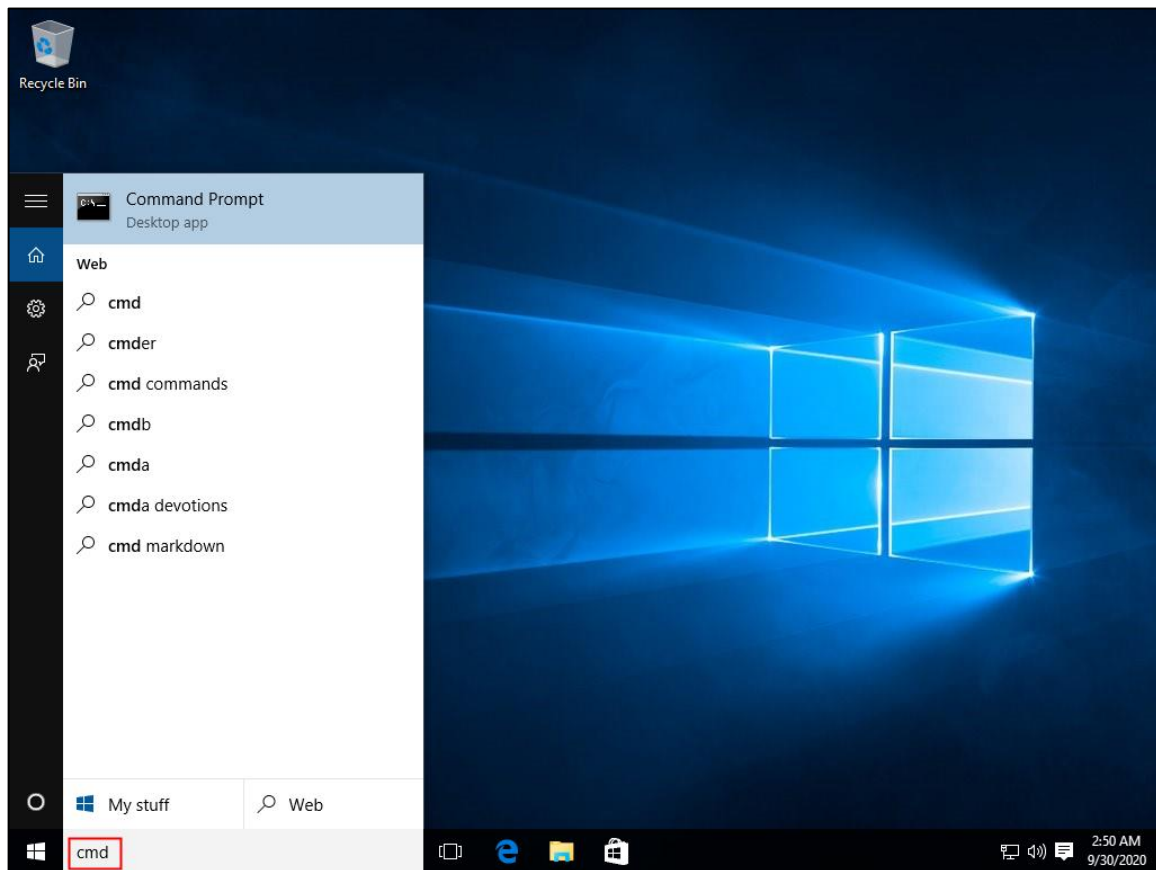 Recycle Bin
C:\_
Command Prompt
Desktop app
Web
cmd
cmder
cmd commands
cmdb
cmda
cmda devotions
cmd markdown
My stuff
Web
cmd
2:50 AM
9/30/2020